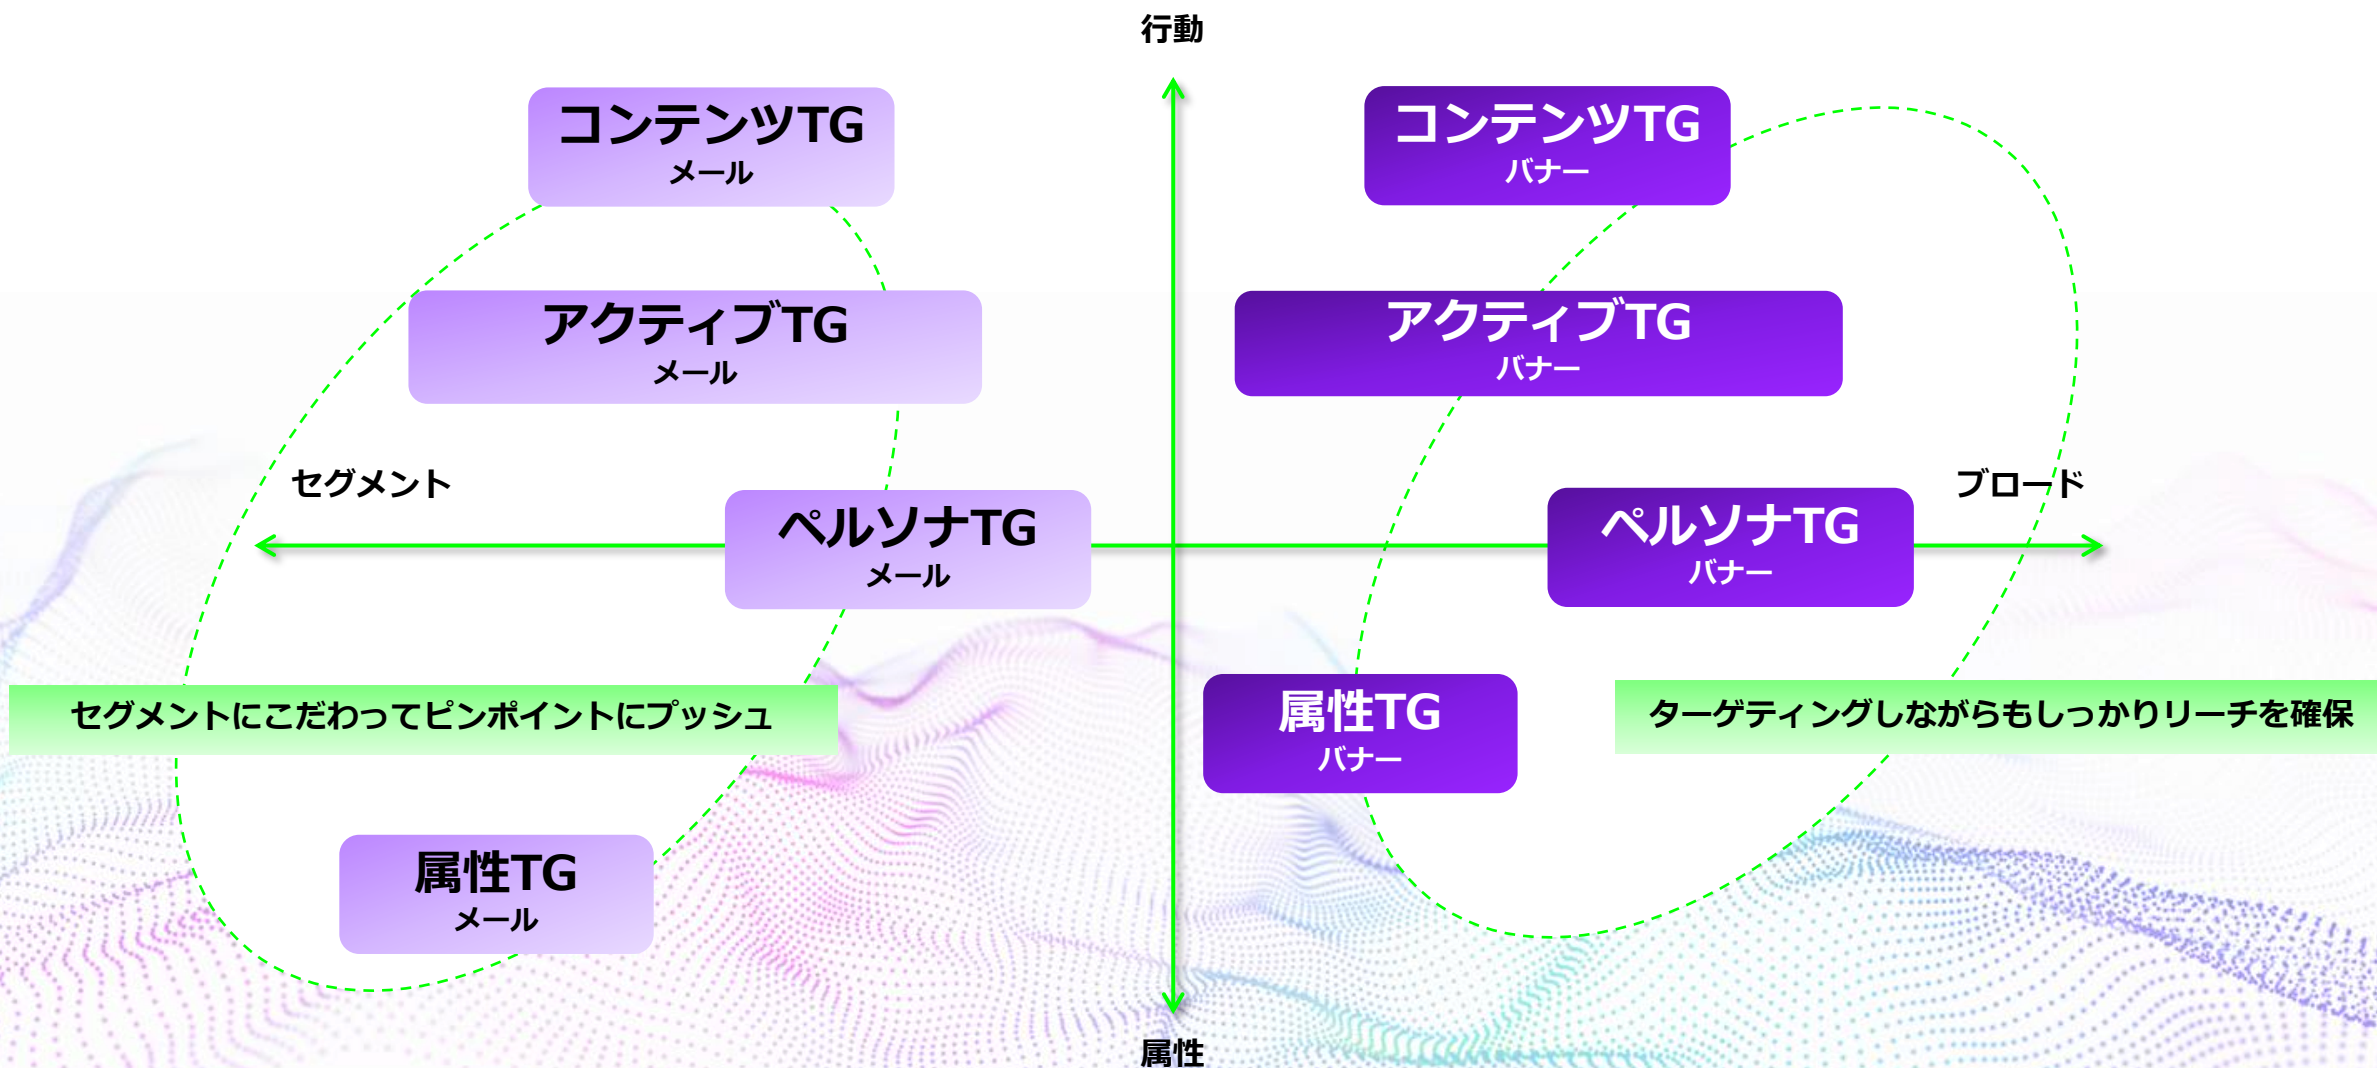 行動
コンテンツTG
メール
コンテンツTG
バナー
アクティブTG
メール
アクティブTG
バナー
セグメント
ブロード
ペルソナTG
メール
ペルソナTG
バナー
セグメントにこだわってピンポイントにプッシュ
属性TG
バナー
ターゲティングしながらもしっかりリーチを確保
属性TG
メール
属性